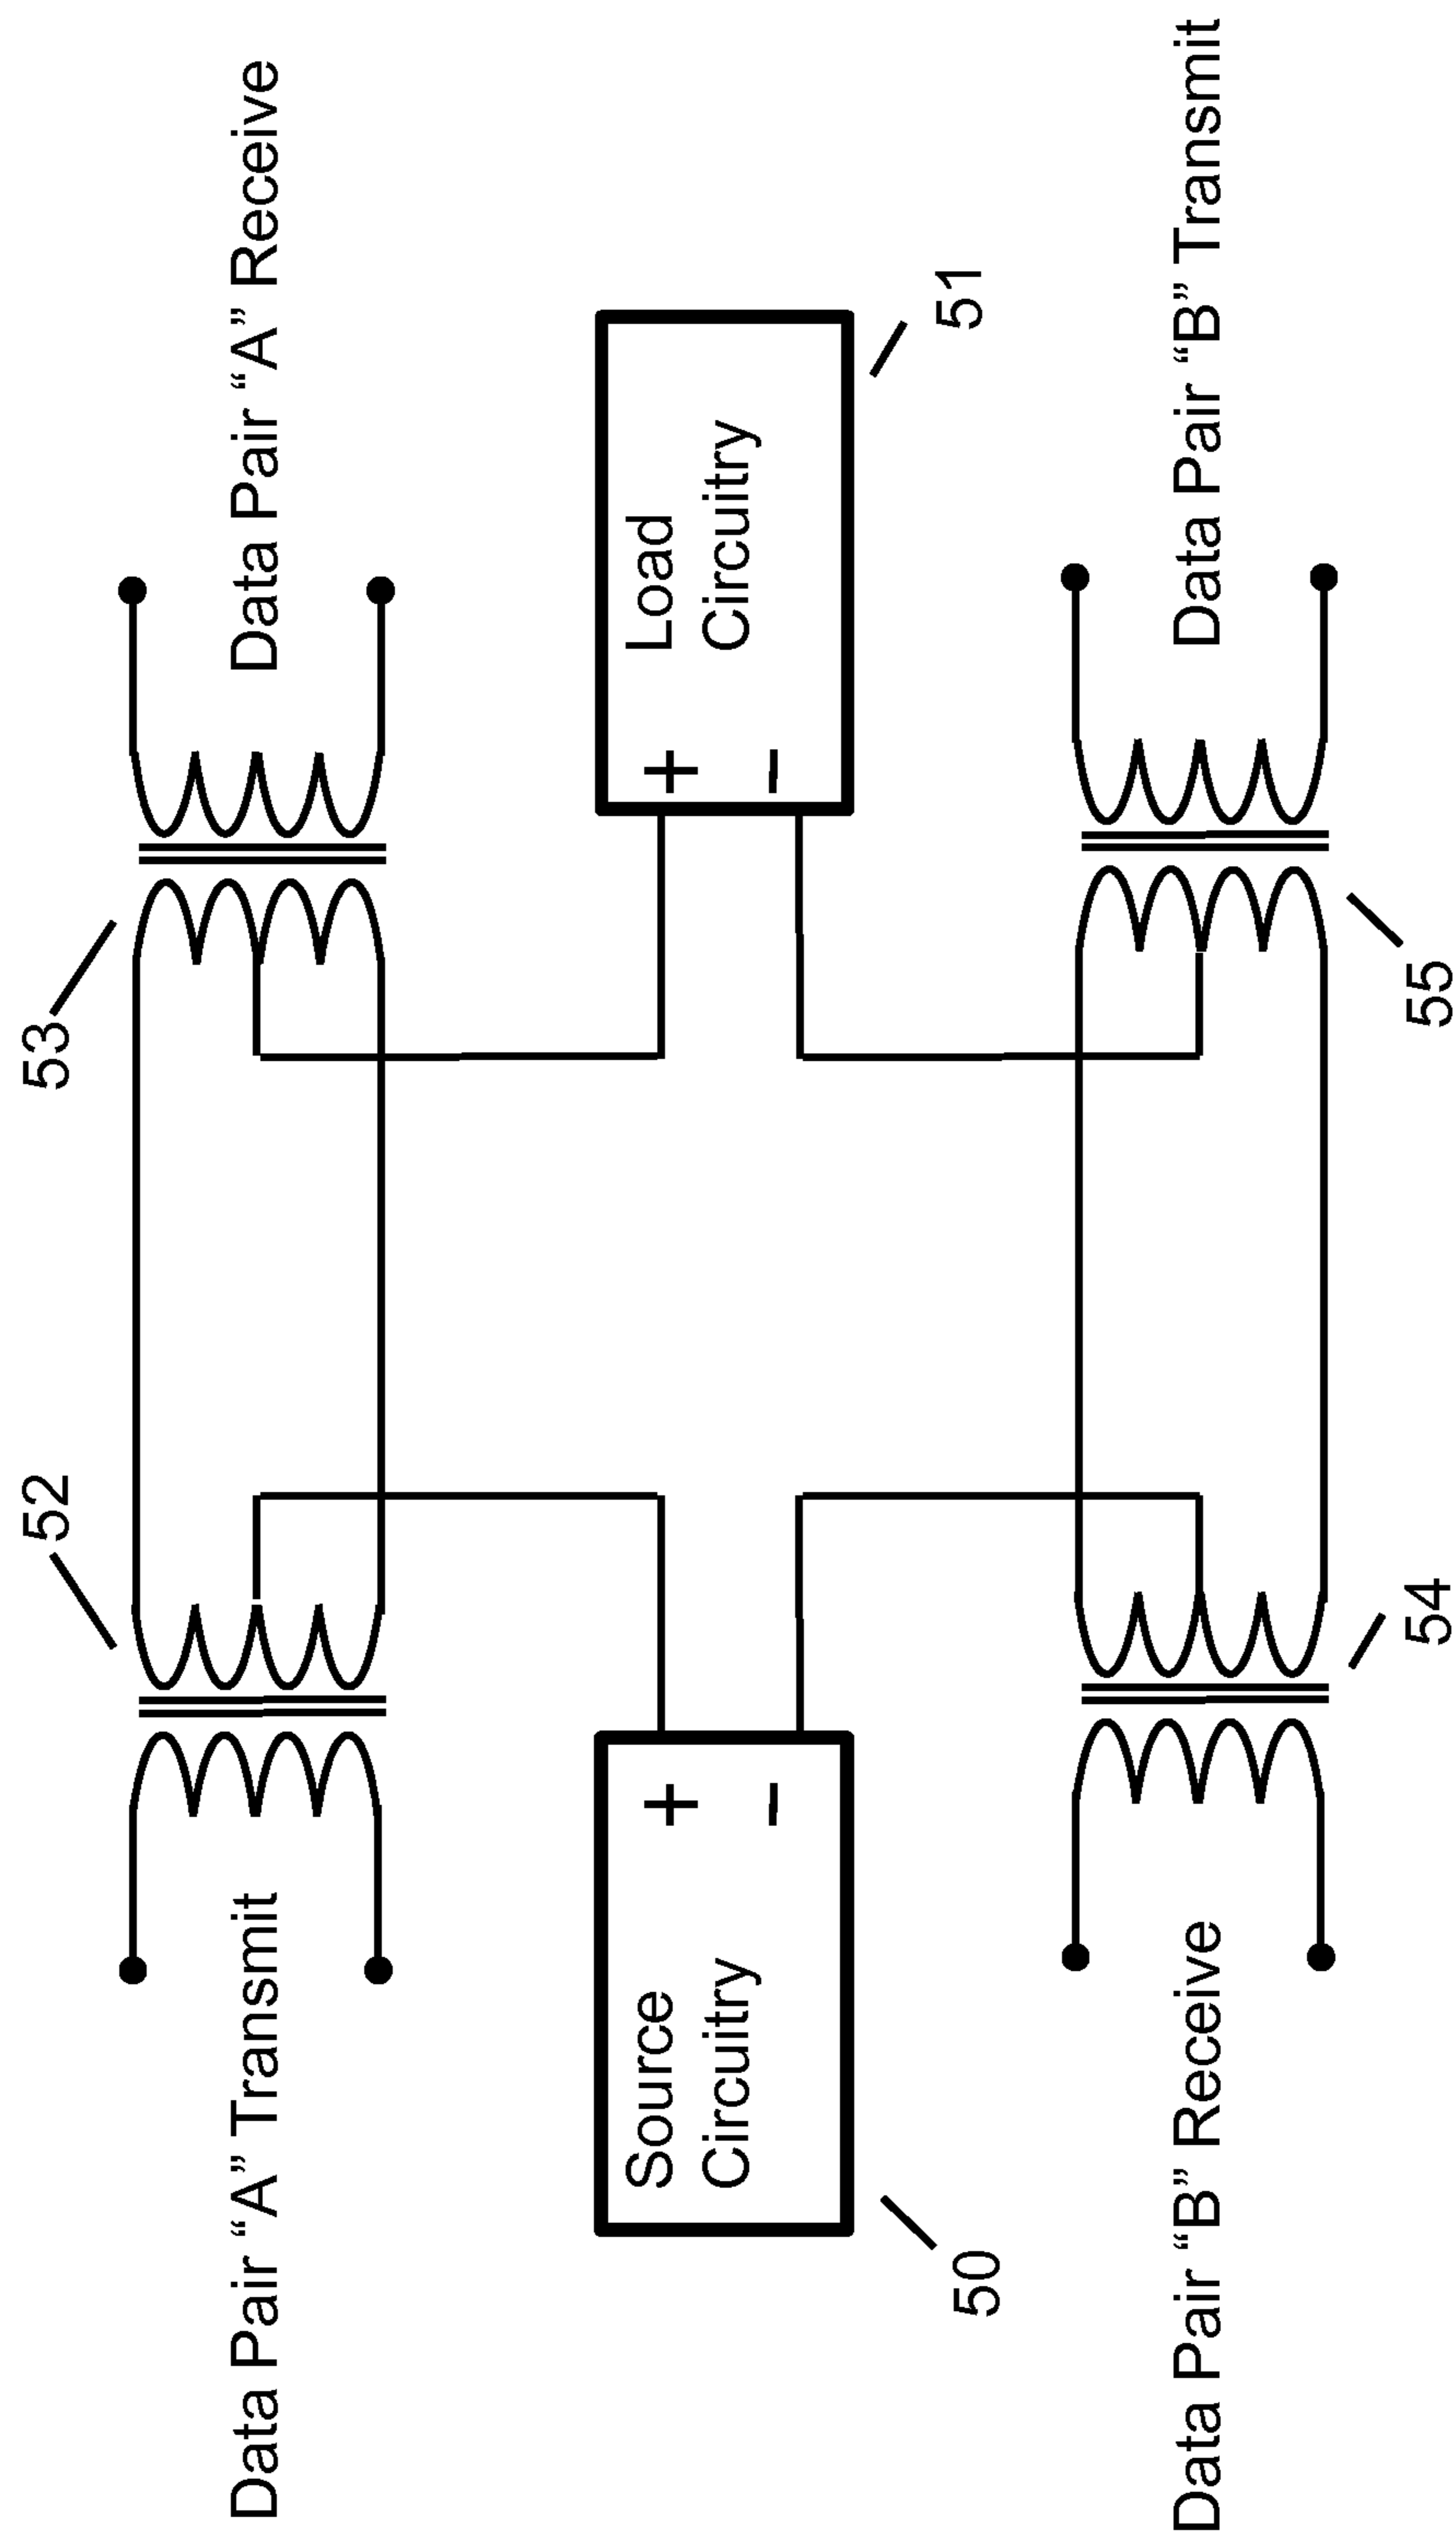 52
53
Data Pair “A” Transmit
Data Pair “A” Receive
Source
Circuitry
+
-
Load
Circuitry
+
-
50
51
Data Pair “B” Receive
Data Pair “B” Transmit
54
55